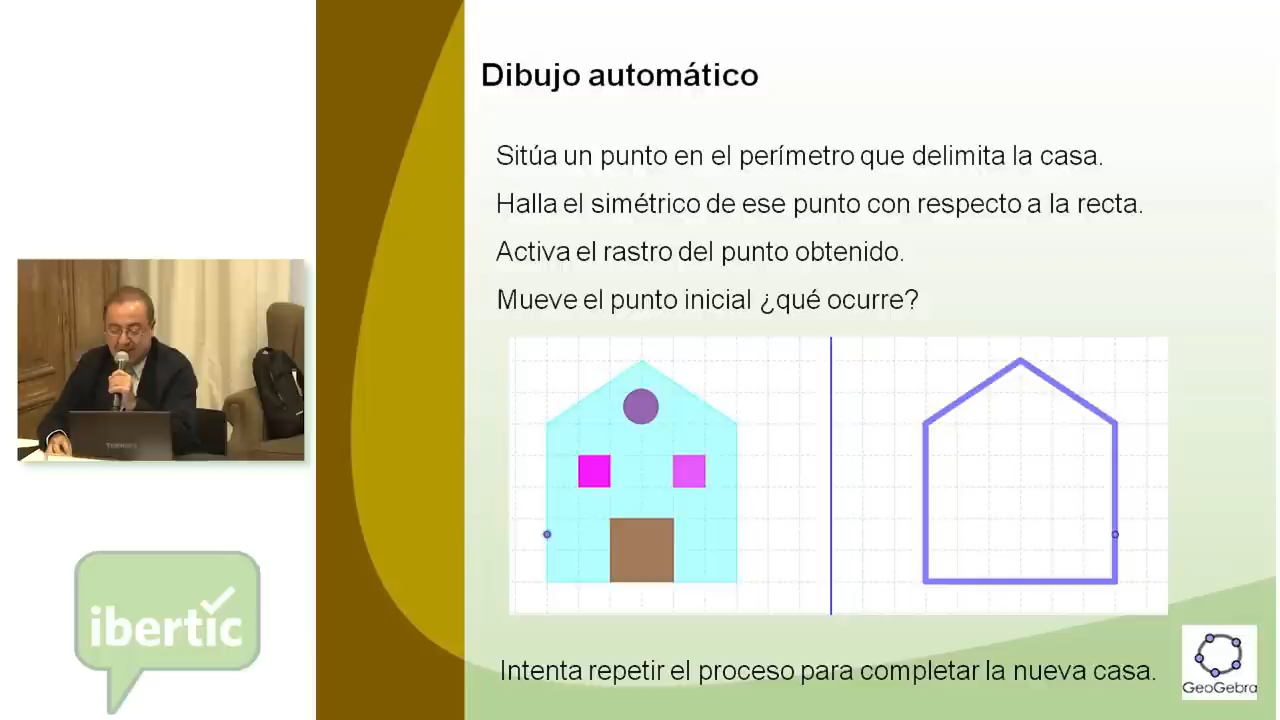 Dibujo automático
Sitúa un punto en el perímetro que delimita la casa.
Halla el simétrico de ese punto con respecto a la recta.
Activa el rastro del punto obtenido.
Mueve el punto inicial ¿qué ocurre?
TOSHIBA
ibertic
Intenta repetir el proceso para completar la nueva casa.
GeoGebra